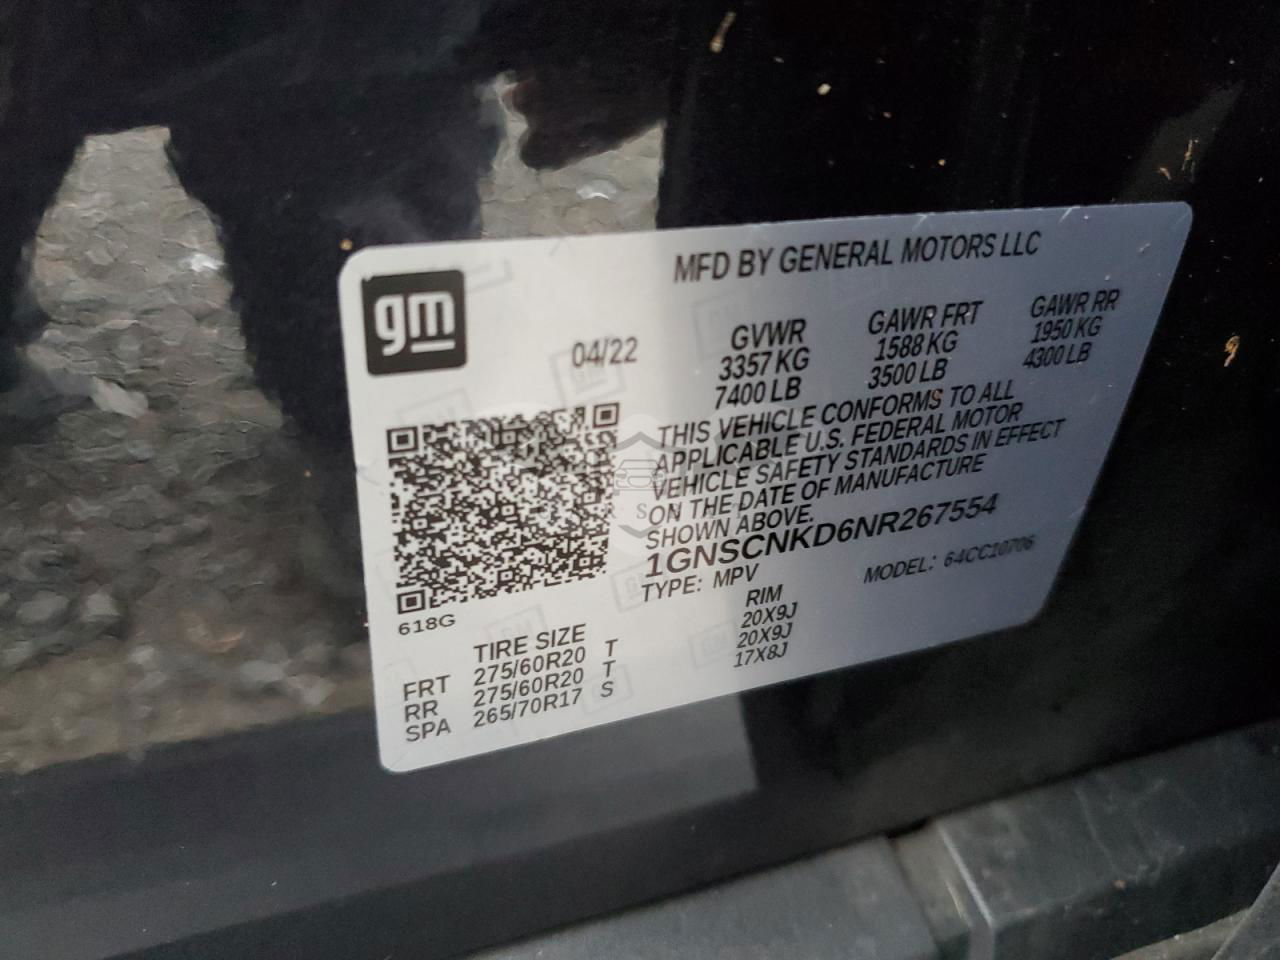 gm
MFD BY GENERAL MOTORS LLC
04/22
GVWR GAWR FRT GAWR RR
3357 KG 1588 KG 1950 KG
7400 LB 3500 LB 4300 LB
THIS VEHICLE CONFORMS TO ALL
APPLICABLE U.S. FEDERAL MOTOR
VEHICLE SAFETY STANDARDS IN EFFECT
ON THE DATE OF MANUFACTURE
SHOWN ABOVE.
1GNSCNKD6NR267554
TYPE: MPV MODEL: 64CC10706
618G
TIRE SIZE RIM
FRT 275/60R20 T 20X9J
RR 275/60R20 T 20X9J
SPA 265/70R17 S 17X8J